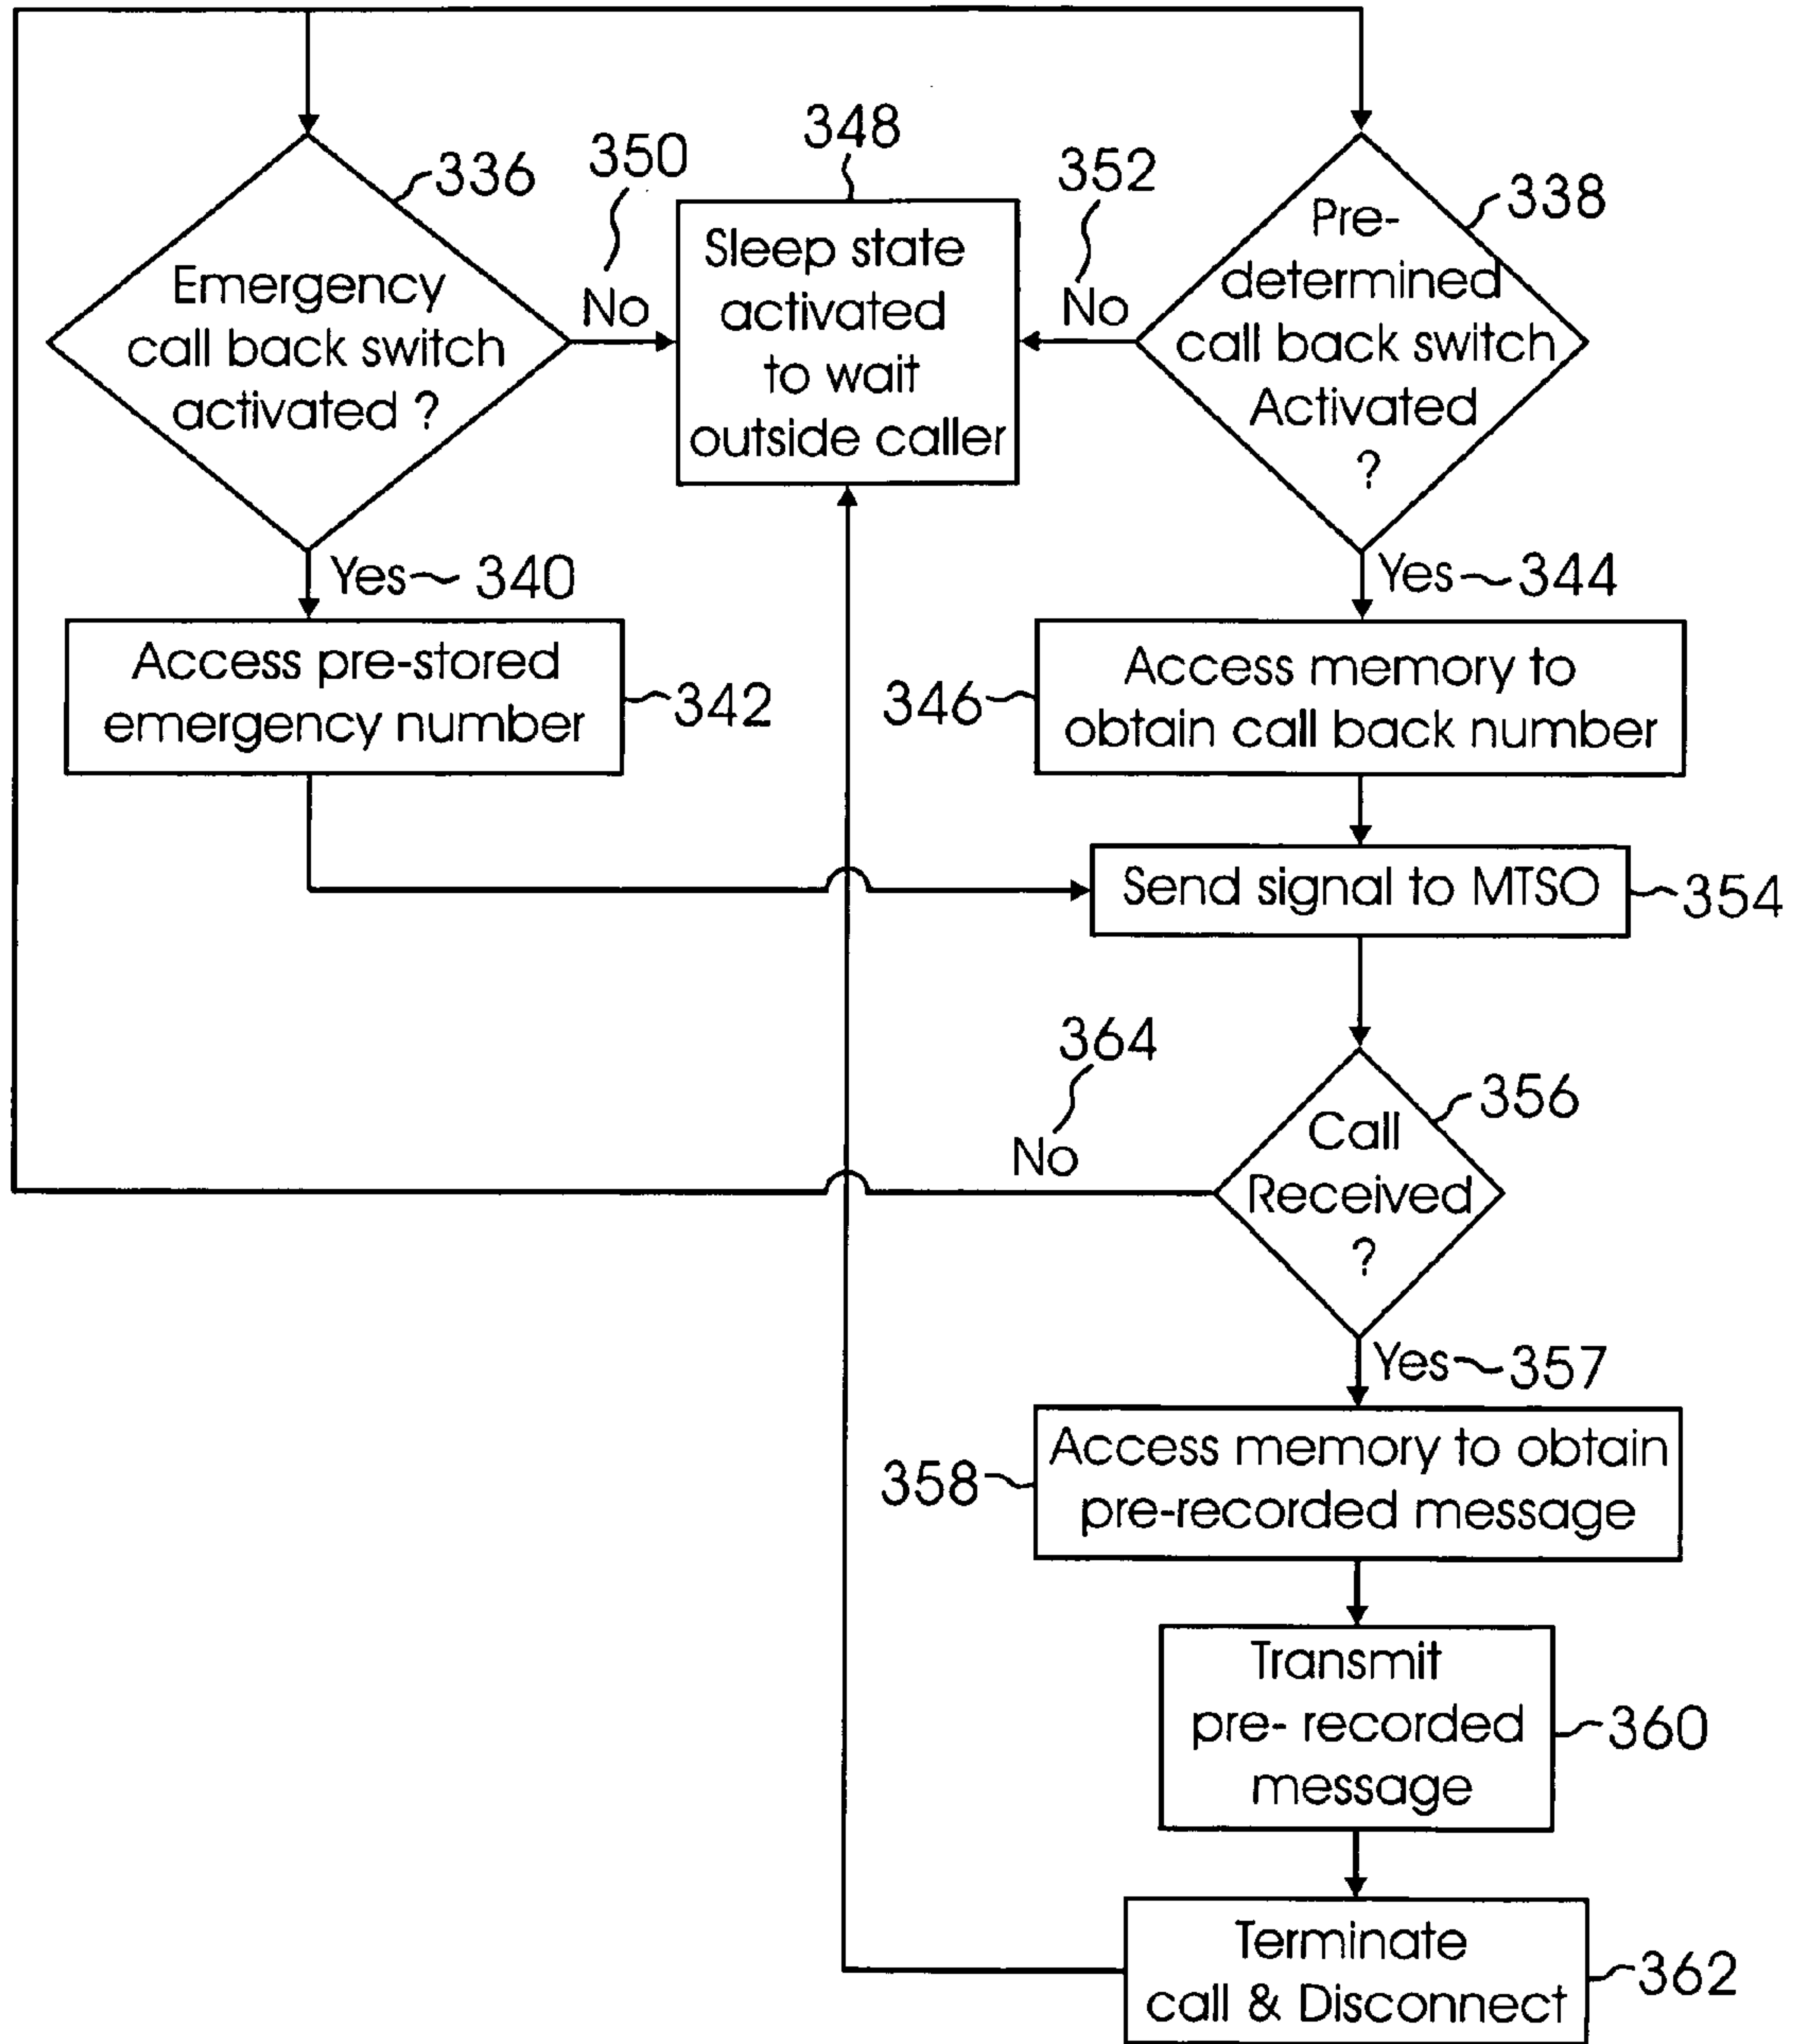 336
Emergency
call back switch
activated ?
350
No
348
Sleep state
activated
to wait
outside caller
352
No
338
Pre-
determined
call back switch
Activated
?
Yes 340
Access pre-stored
emergency number
342
Yes 344
346
Access memory to
obtain call back number
Send signal to MTSO
354
364
No
356
Call
Received
?
Yes 357
358
Access memory to obtain
pre-recorded message
Transmit
pre- recorded
message
360
Terminate
call & Disconnect
362